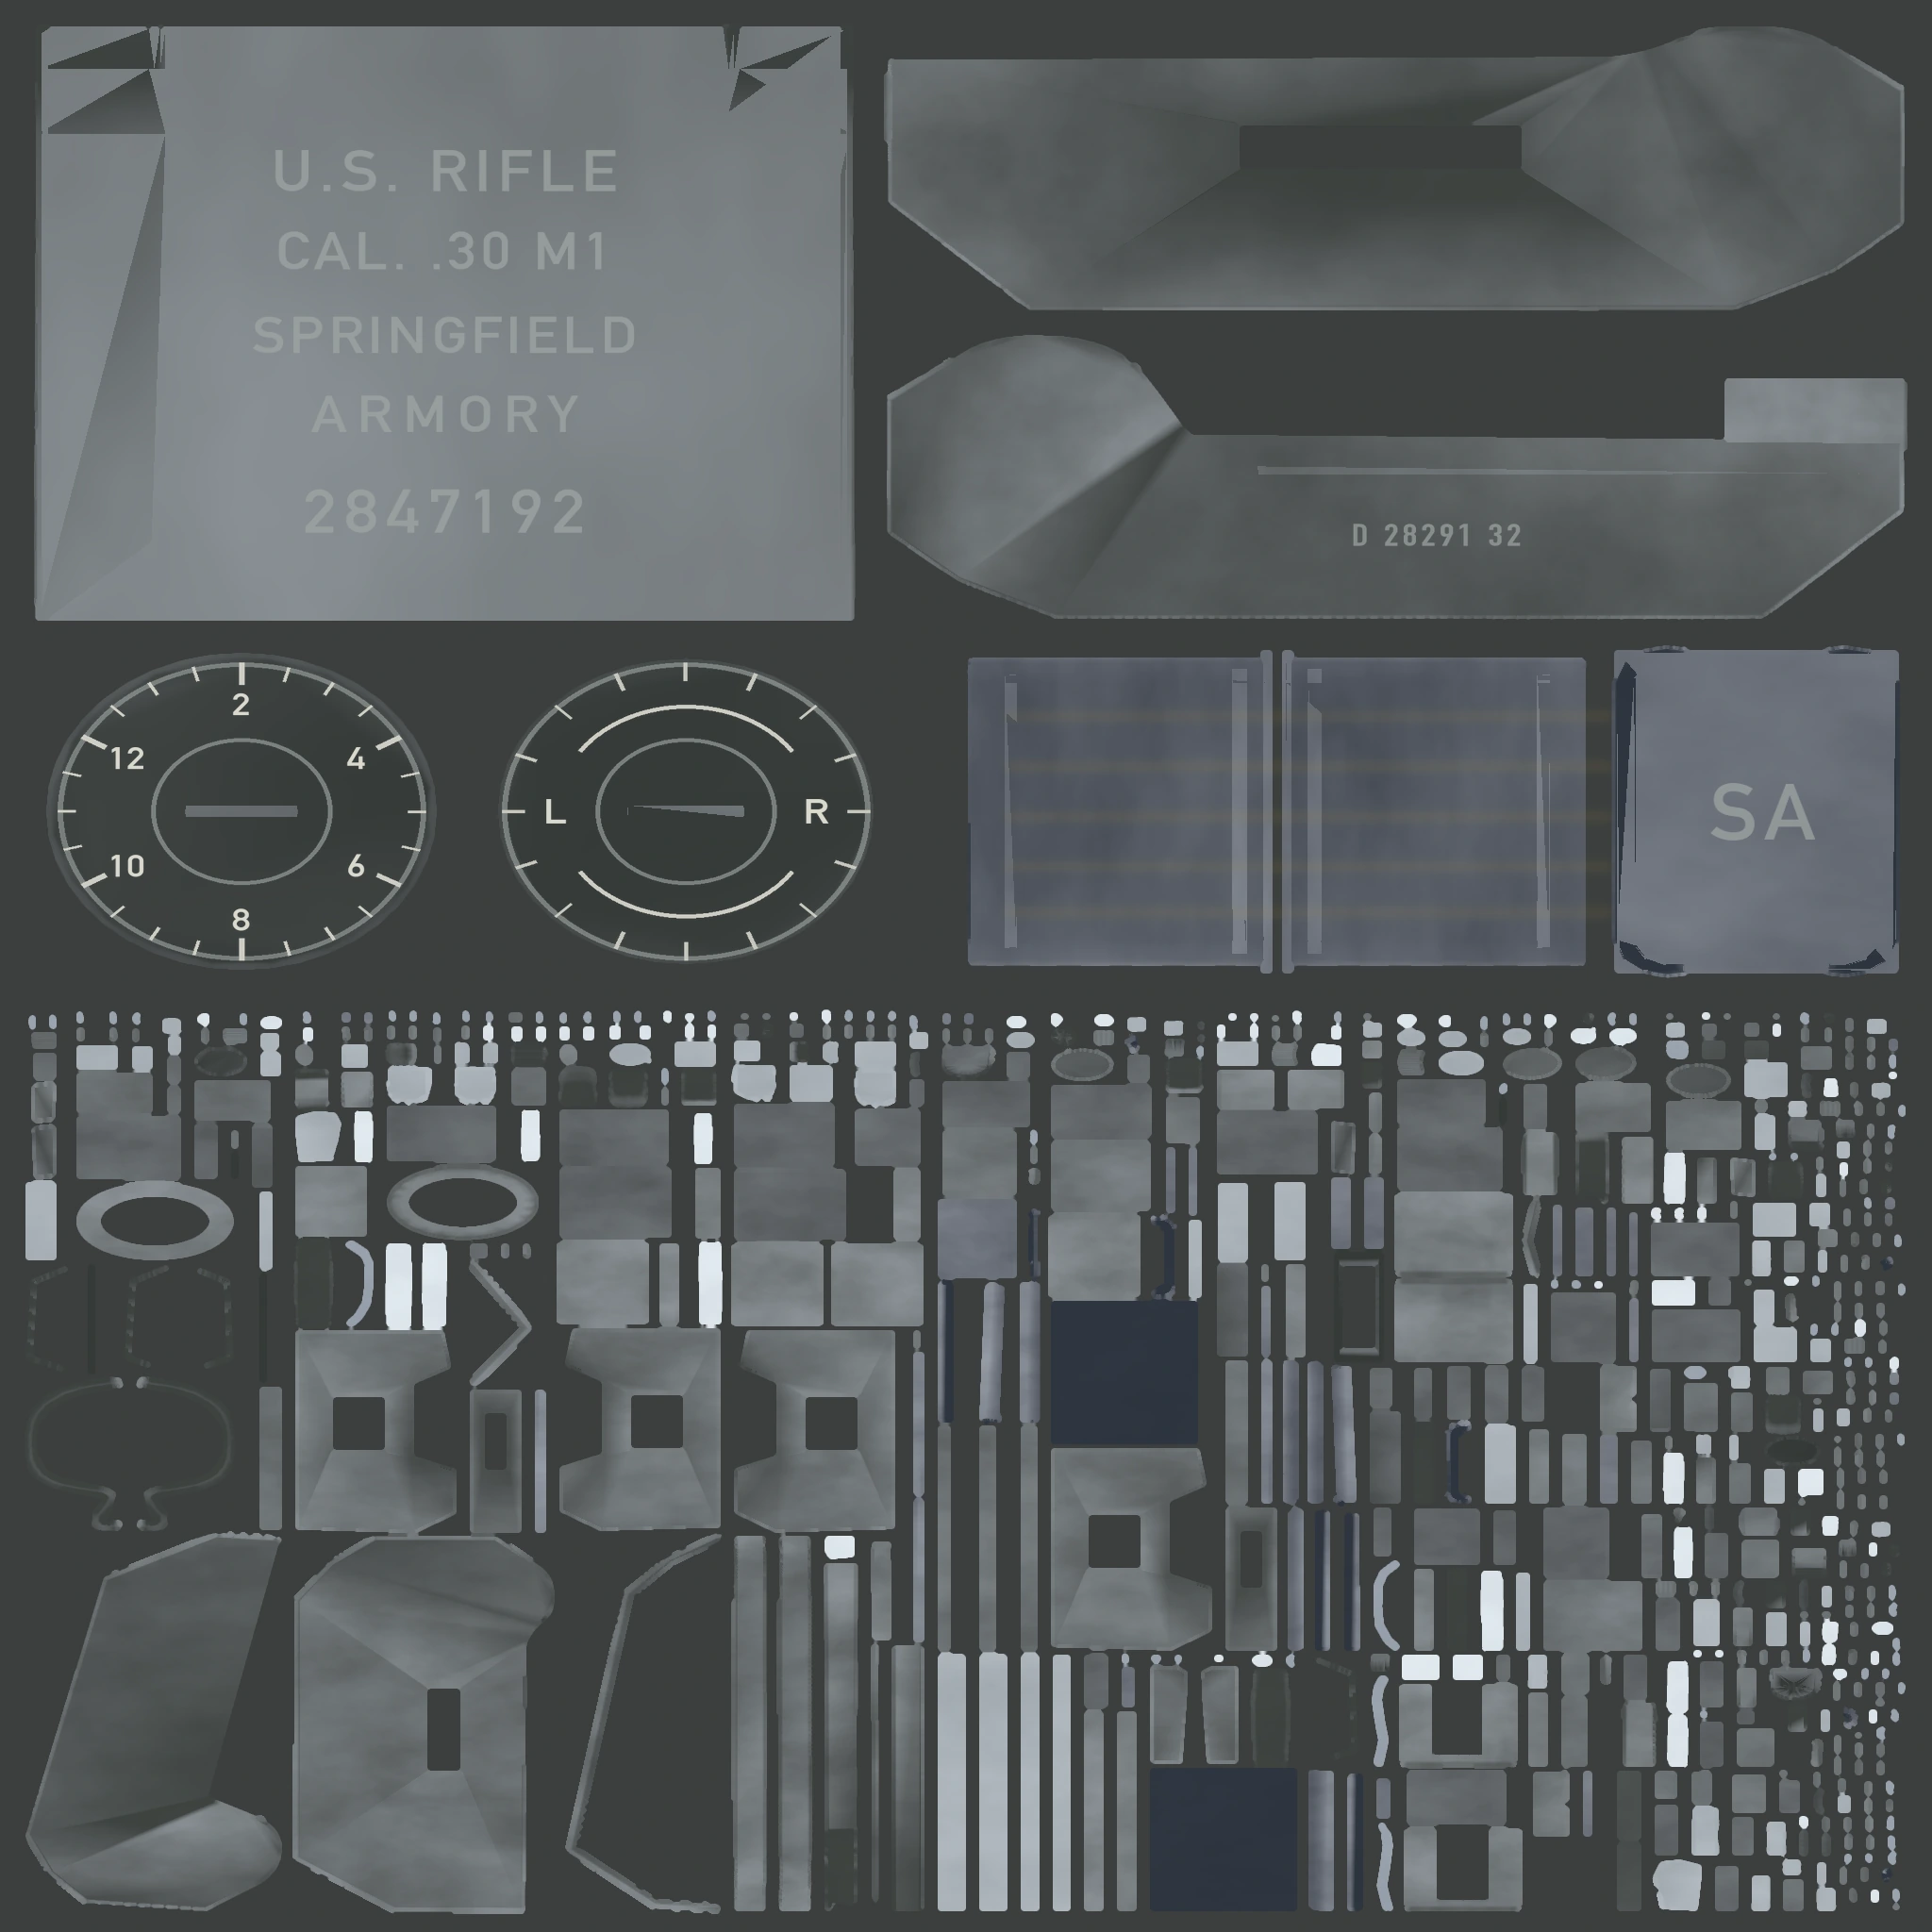 U.S. RIFLE
CAL. .30 M1
SPRINGFIELD
ARMORY
2847192
D 28291 32
2
12 4
10 6
8
L R
SA